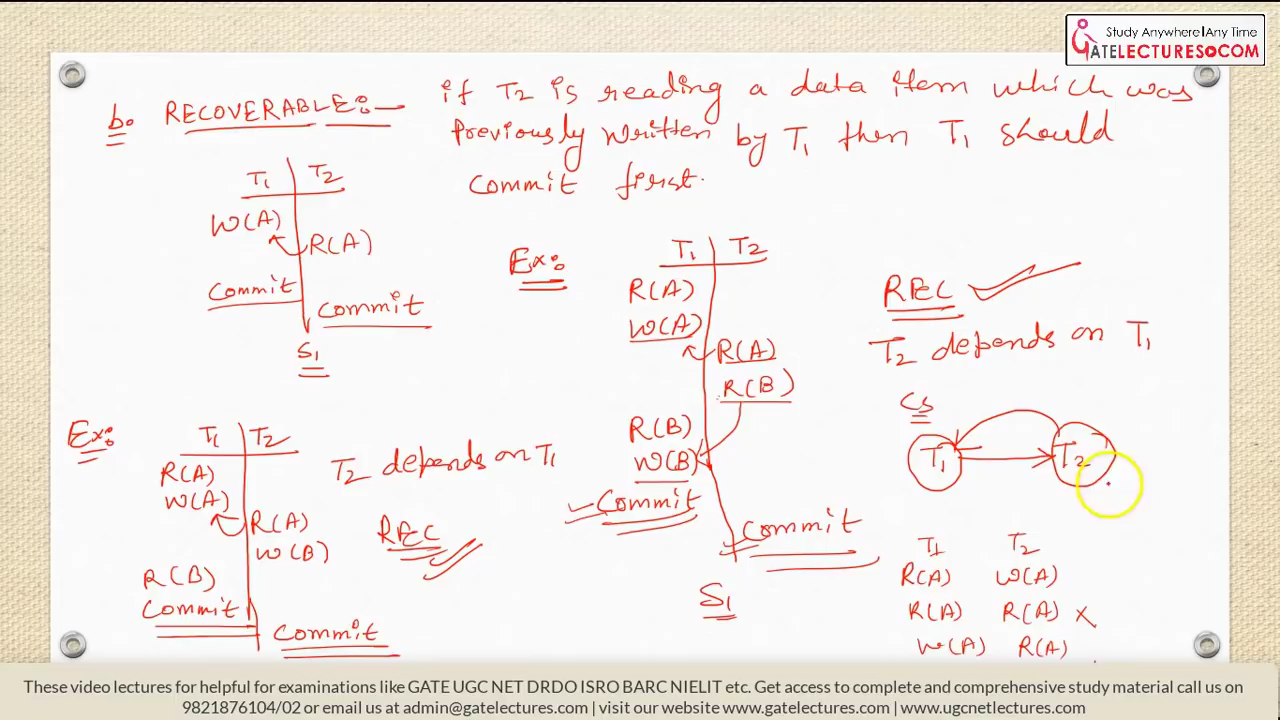 Study Anywhere|Any Time
GATELECTURES.COM
b. RECOVERABLE:-
if T2 is reading a data item which was
previously written by T1 then T1 should
commit first.
T1 T2
W(A)
R(A)
Commit
Commit
S1
Ex:
T1 T2
R(A)
W(A)
R(A)
R(B)
R(B)
W(B)
Commit
Commit
S1
REC
T2 depends on T1
CS
T1 T2
T1 T2
R(A) W(A)
R(A) R(A) X
W(A) R(A)
Ex:
T1 T2
R(A)
W(A)
R(A)
W(B)
R(B)
Commit
Commit
T2 depends on T1
REC
These video lectures for helpful for examinations like GATE UGC NET DRDO ISRO BARC NIELIT etc. Get access to complete and comprehensive study material call us on
9821876104/02 or email us at admin@gatelectures.com | visit our website www.gatelectures.com | www.ugcnetlectures.com